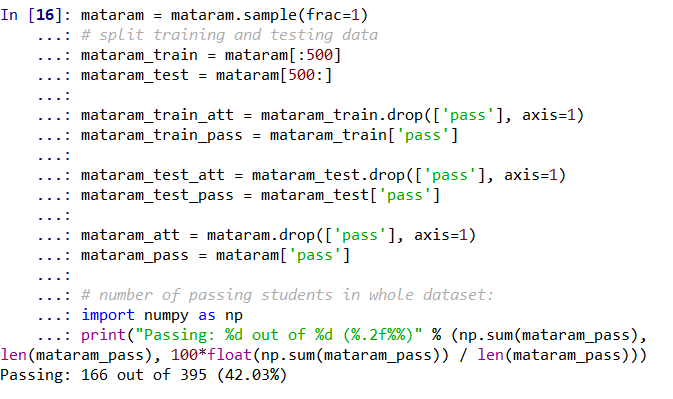 In [16]: mataram = mataram.sample(frac=1)
...: # split training and testing data
...: mataram_train = mataram[:500]
...: mataram_test = mataram[500:]
...:
...: mataram_train_att = mataram_train.drop(['pass'], axis=1)
...: mataram_train_pass = mataram_train['pass']
...:
...: mataram_test_att = mataram_test.drop(['pass'], axis=1)
...: mataram_test_pass = mataram_test['pass']
...:
...: mataram_att = mataram.drop(['pass'], axis=1)
...: mataram_pass = mataram['pass']
...:
...: # number of passing students in whole dataset:
...: import numpy as np
...: print("Passing: %d out of %d (%.2f%%)" % (np.sum(mataram_pass),
len(mataram_pass), 100*float(np.sum(mataram_pass)) / len(mataram_pass)))
Passing: 166 out of 395 (42.03%)